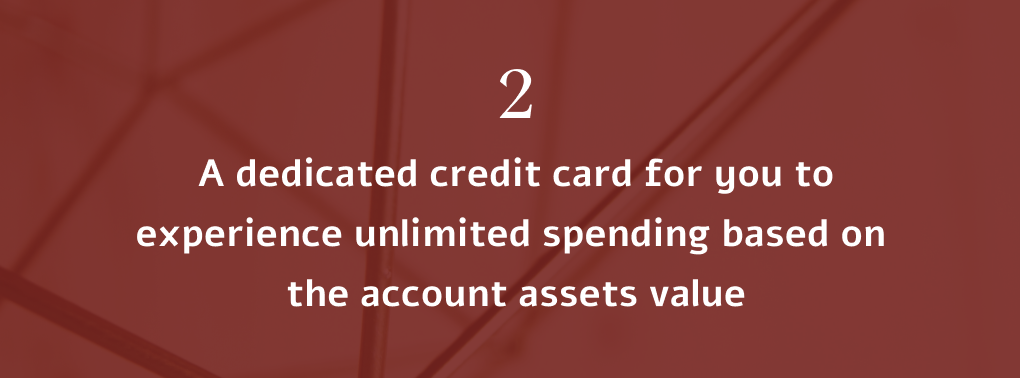 2
A dedicated credit card for you to
experience unlimited spending based on
the account assets value